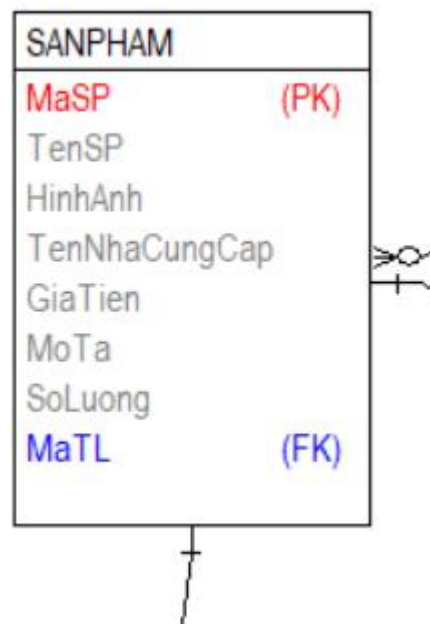 SANPHAM
MaSP (PK)
TenSP
HinhAnh
TenNhaCungCap
GiaTien
MoTa
SoLuong
MaTL (FK)